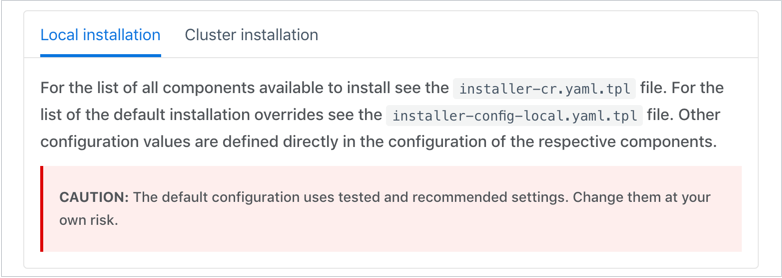 Local installation Cluster installation
For the list of all components available to install see the installer-cr.yaml.tpl file. For the
list of the default installation overrides see the installer-config-local.yaml.tpl file. Other
configuration values are defined directly in the configuration of the respective components.
CAUTION: The default configuration uses tested and recommended settings. Change them at your
own risk.